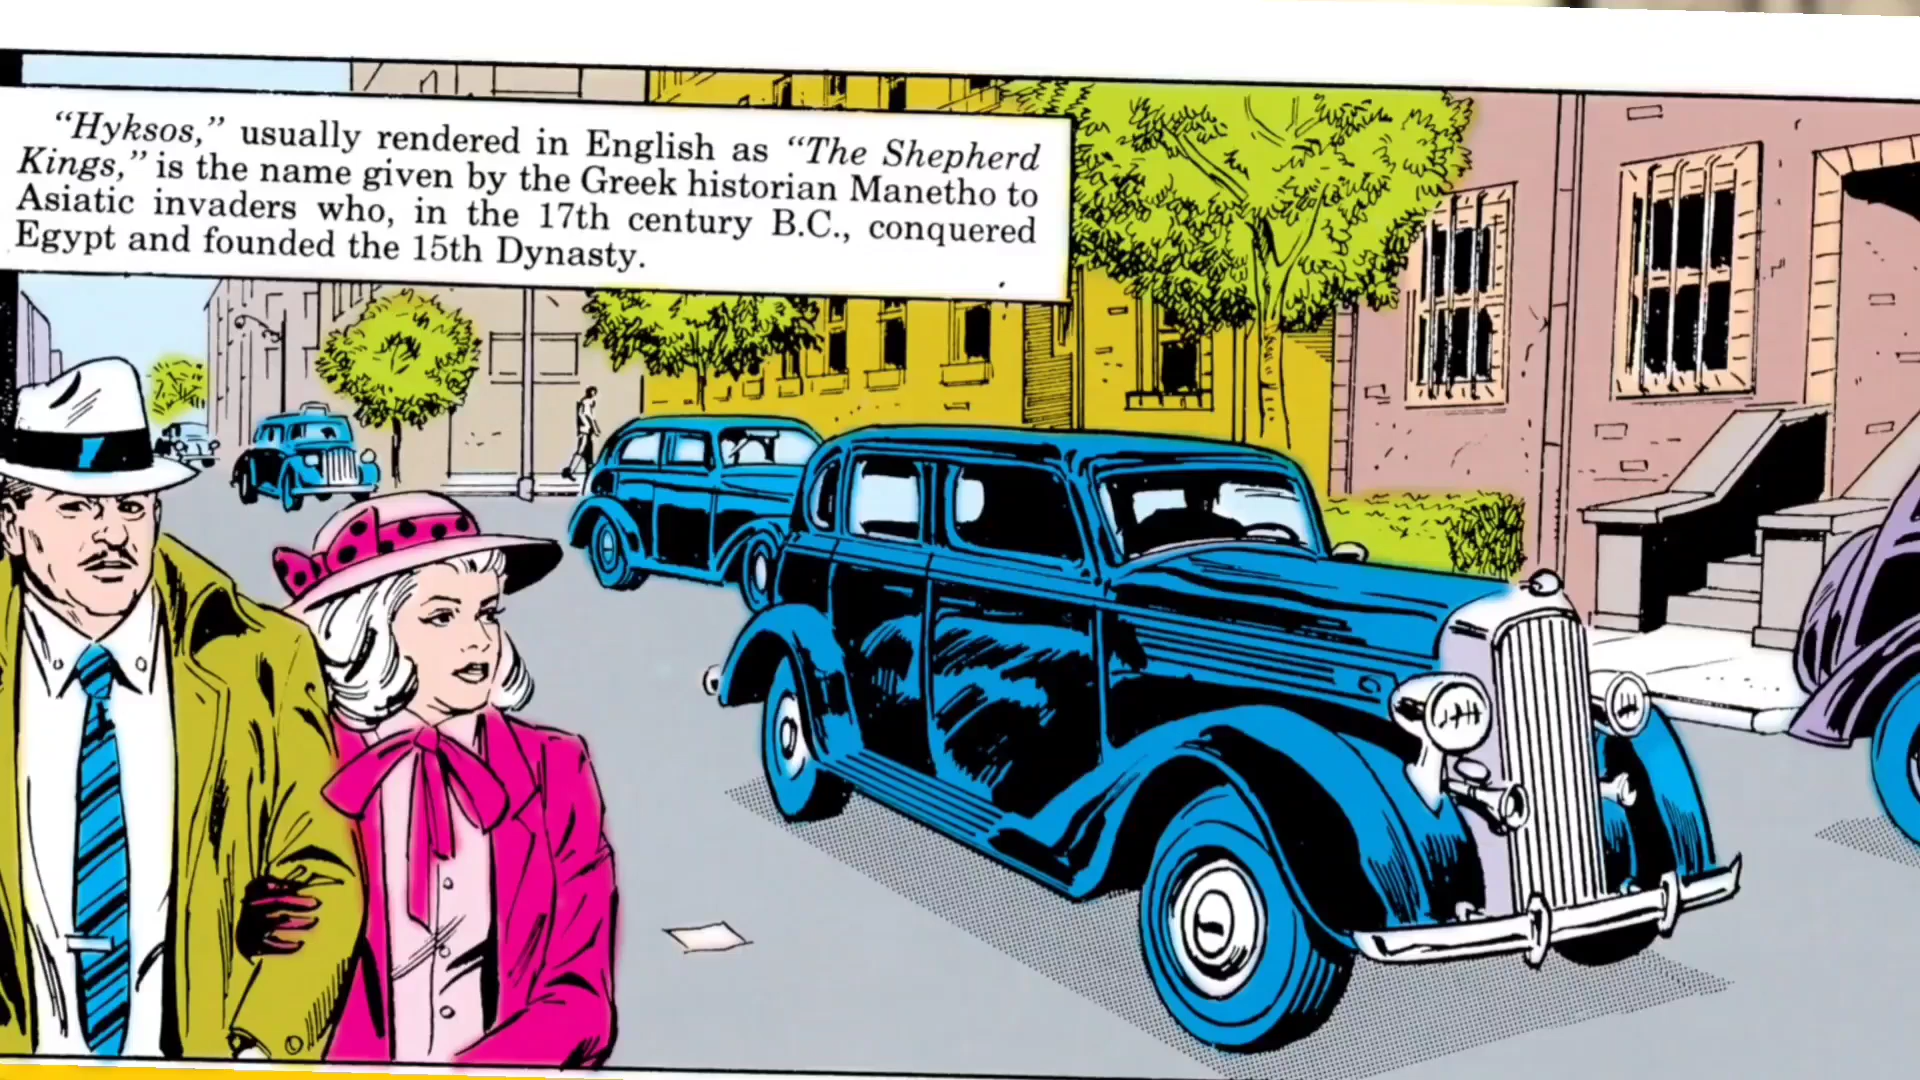 “Hyksos,” usually rendered in English as “The Shepherd
Kings,” is the name given by the Greek historian Manetho to
Asiatic invaders who, in the 17th century B.C., conquered
Egypt and founded the 15th Dynasty.